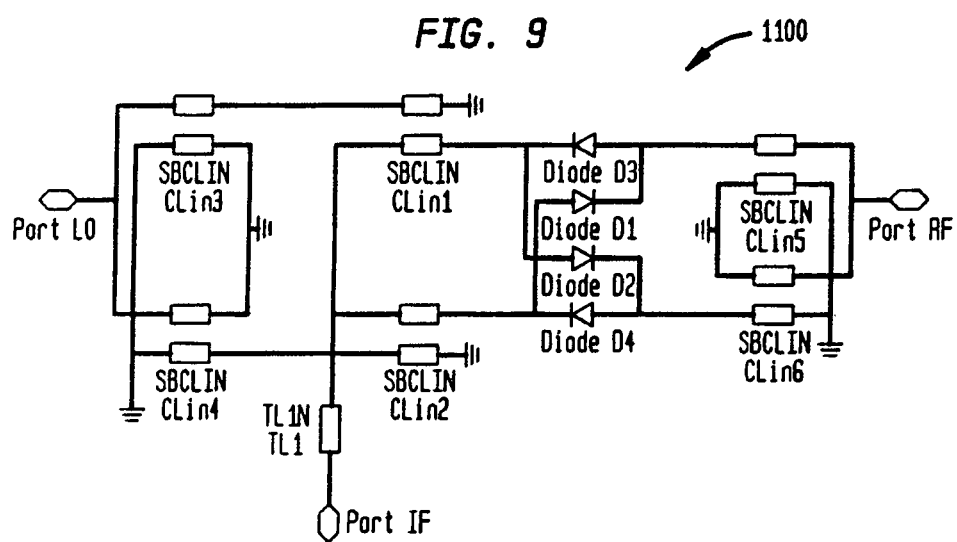 FIG. 9
1100
SBCLIN
CLin3
SBCLIN
CLin1
Diode D3
Port LO
Diode D1
SBCLIN
CLin5
Port RF
Diode D2
Diode D4
SBCLIN
CLin4
SBCLIN
CLin2
SBCLIN
CLin6
TL1N
TL1
Port IF